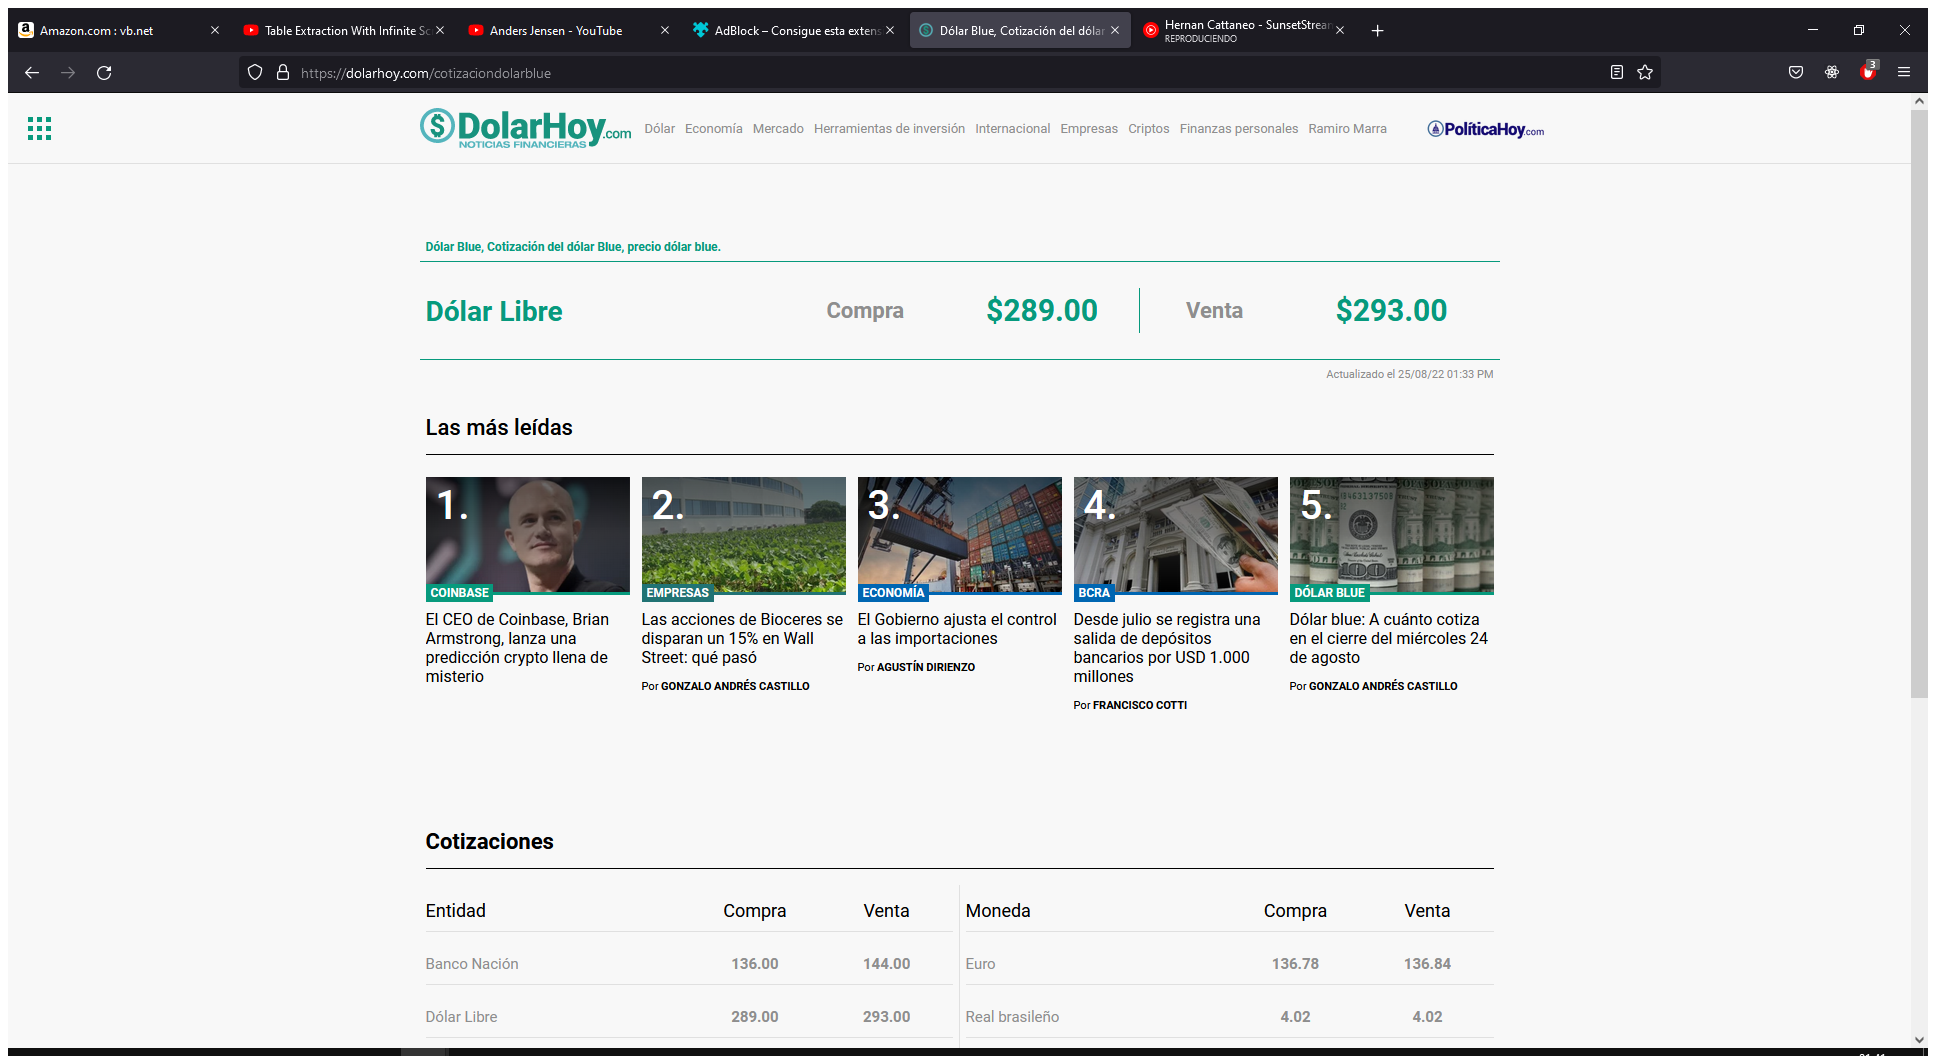 Amazon.com : vb.net
Table Extraction With Infinite Sc
Anders Jensen - YouTube
AdBlock – Consigue esta extens
Dólar Blue, Cotización del dólar
Hernan Cattaneo - SunsetStream
REPRODUCIENDO
https://dolarhoy.com/cotizaciondolarblue
3
DolarHoy.com
NOTICIAS FINANCIERAS
Dólar Economía Mercado Herramientas de inversión Internacional Empresas Criptos Finanzas personales Ramiro Marra
PolíticaHoy.com
Dólar Blue, Cotización del dólar Blue, precio dólar blue.
Dólar Libre Compra $289.00 Venta $293.00
Actualizado el 25/08/22 01:33 PM
Las más leídas
1.
COINBASE
El CEO de Coinbase, Brian
Armstrong, lanza una
predicción crypto llena de
misterio
2.
EMPRESAS
Las acciones de Bioceres se
disparan un 15% en Wall
Street: qué pasó
Por GONZALO ANDRÉS CASTILLO
3.
ECONOMÍA
El Gobierno ajusta el control
a las importaciones
Por AGUSTÍN DIRIENZO
4.
BCRA
Desde julio se registra una
salida de depósitos
bancarios por USD 1.000
millones
Por FRANCISCO COTTI
5.
DÓLAR BLUE
Dólar blue: A cuánto cotiza
en el cierre del miércoles 24
de agosto
Por GONZALO ANDRÉS CASTILLO
Cotizaciones
Entidad Compra Venta
Banco Nación 136.00 144.00
Dólar Libre 289.00 293.00
Moneda Compra Venta
Euro 136.78 136.84
Real brasileño 4.02 4.02